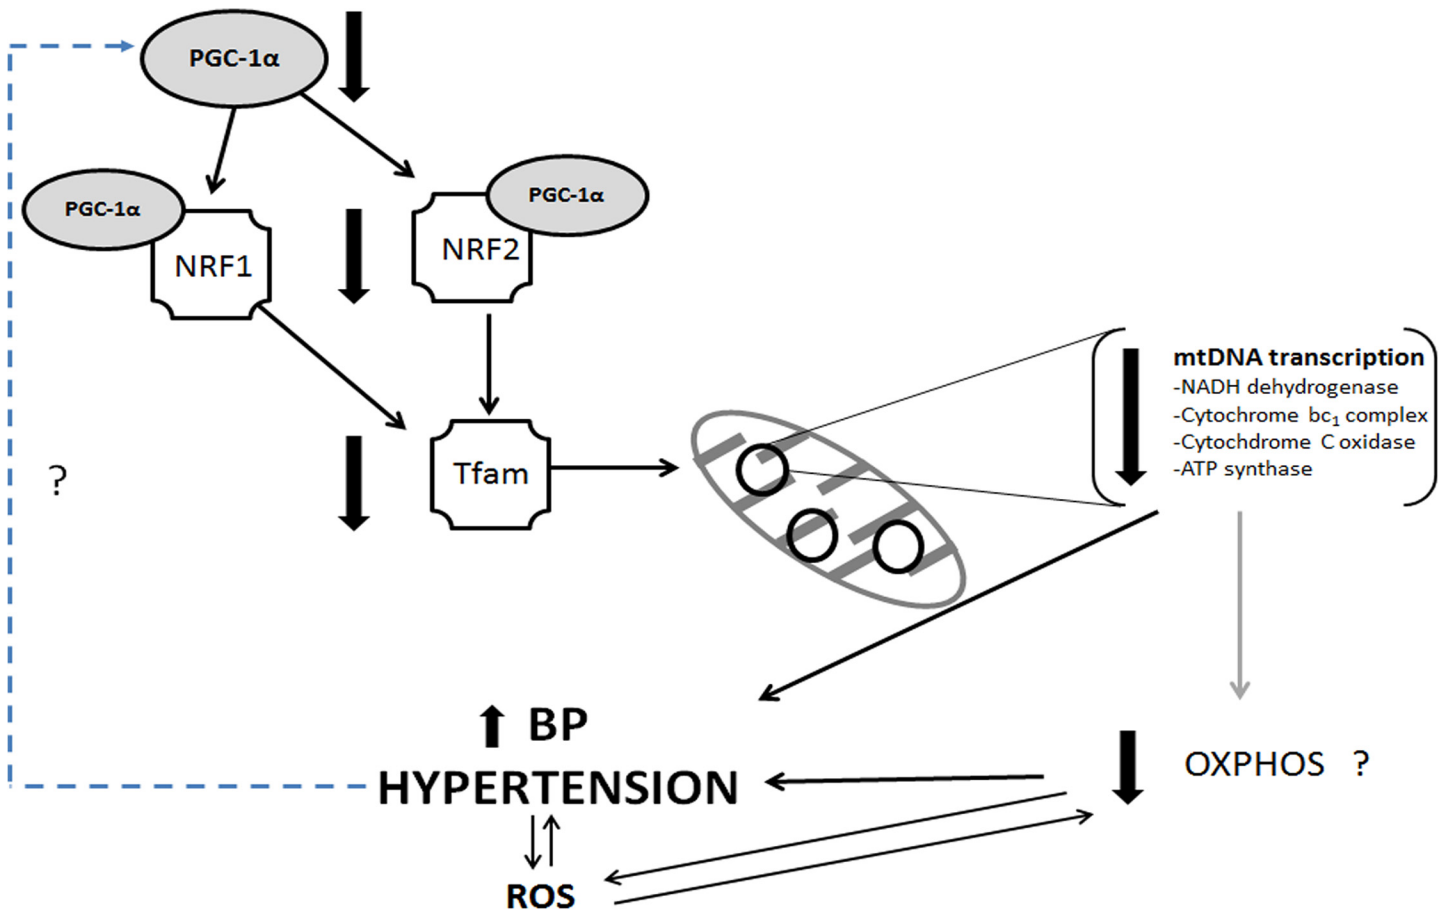 PGC-1α
PGC-1α
PGC-1α
NRF1
NRF2
mtDNA transcription
-NADH dehydrogenase
-Cytochrome bc₁ complex
-Cytochdrome C oxidase
-ATP synthase
Tfam
?
BP
HYPERTENSION
OXPHOS ?
ROS